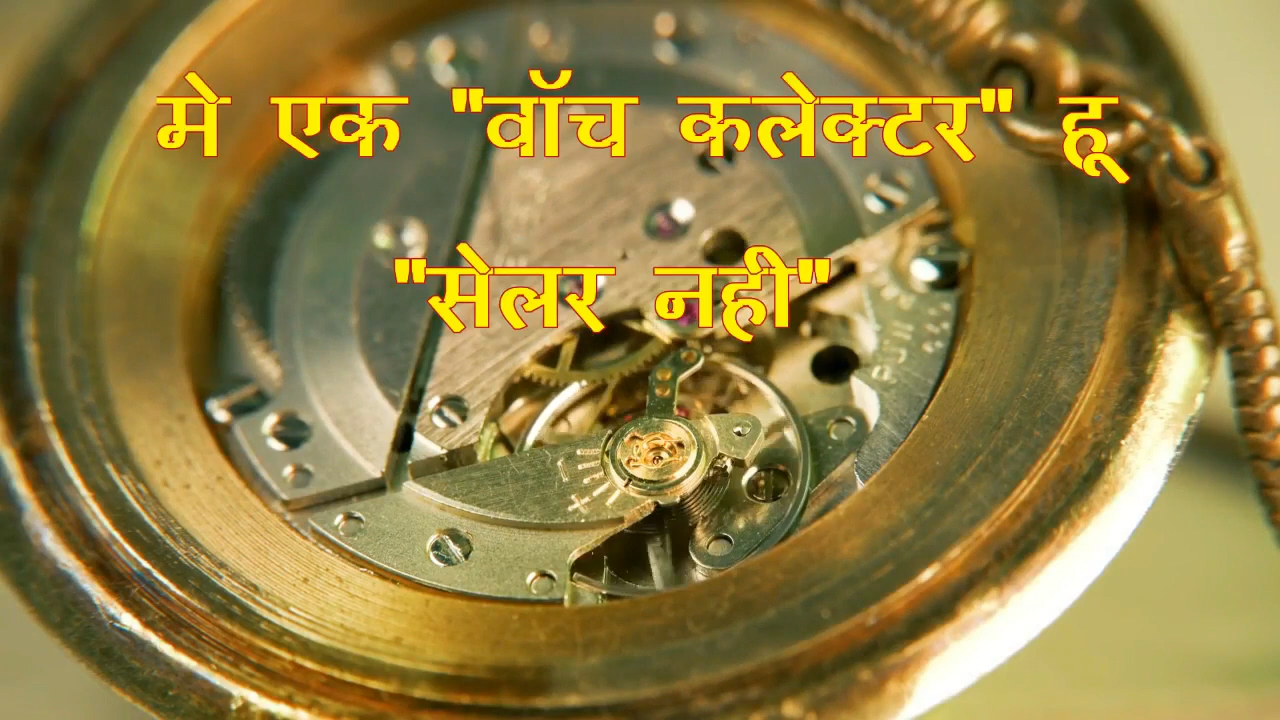 मे एक "वॉच कलेक्टर" हू
"सेलर नही"